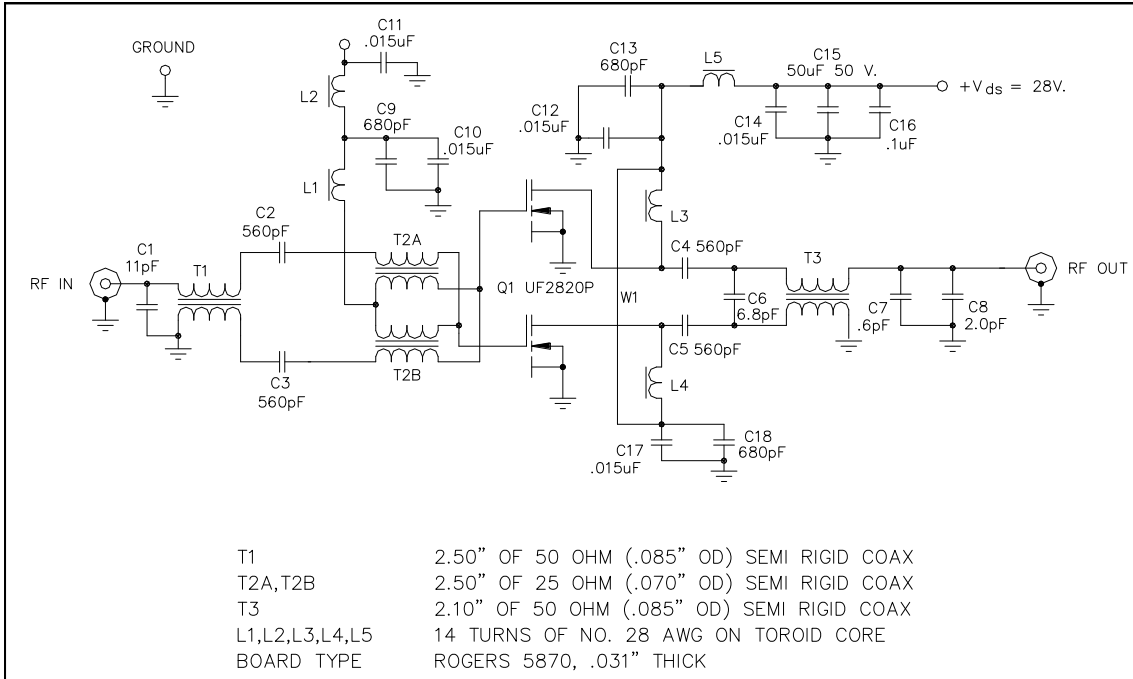 GROUND
C11
.015uF
L2
C9
680pF
C10
.015uF
L1
C13
680pF
L5
C15
50uF 50 V.
+Vds = 28V.
C12
.015uF
C14
.015uF
C16
.1uF
C2
560pF
T2A
L3
C4 560pF
RF IN
C1
11pF
T1
Q1 UF2820P
W1
T3
RF OUT
C6
6.8pF
C7
.6pF
C8
2.0pF
C5 560pF
C3
560pF
T2B
L4
C17
.015uF
C18
680pF
T1 2.50" OF 50 OHM (.085" OD) SEMI RIGID COAX
T2A,T2B 2.50" OF 25 OHM (.070" OD) SEMI RIGID COAX
T3 2.10" OF 50 OHM (.085" OD) SEMI RIGID COAX
L1,L2,L3,L4,L5 14 TURNS OF NO. 28 AWG ON TOROID CORE
BOARD TYPE ROGERS 5870, .031" THICK